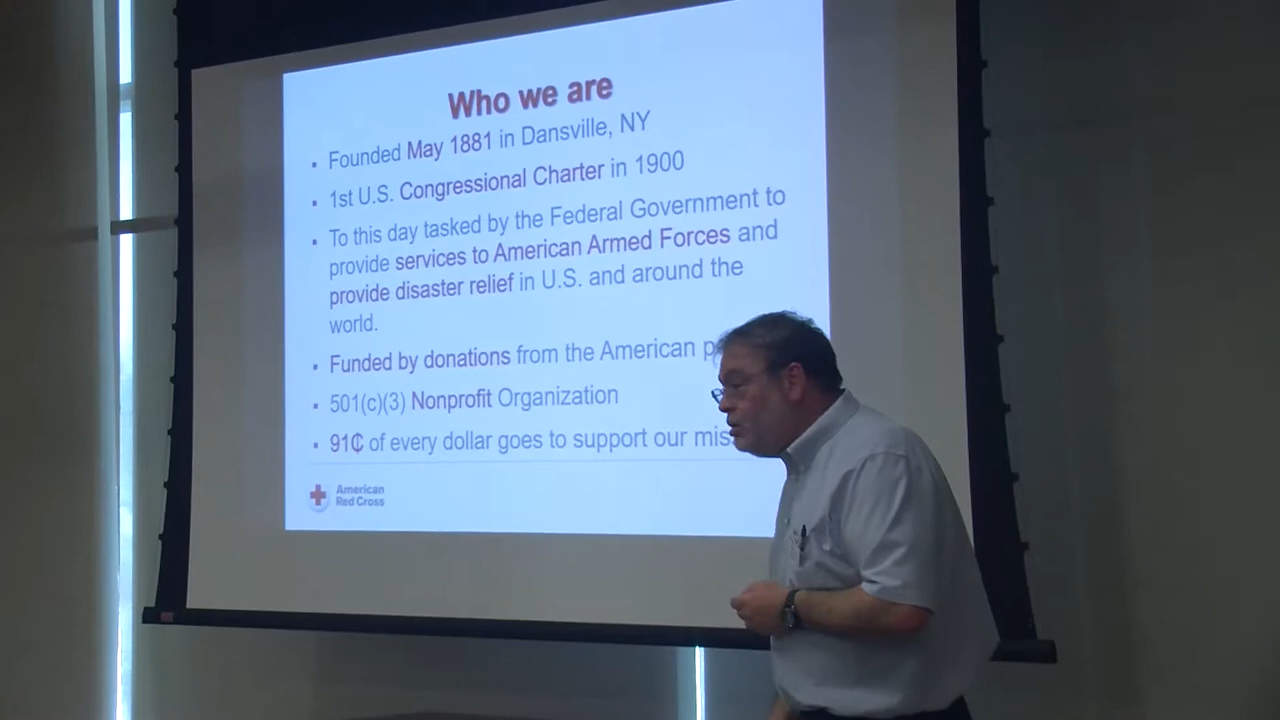 Who we are
Founded May 1881 in Dansville, NY
1st U.S. Congressional Charter in 1900
To this day tasked by the Federal Government to
provide services to American Armed Forces and
provide disaster relief in U.S. and around the
world.
Funded by donations from the American
501(c)(3) Nonprofit Organization
91₵ of every dollar goes to support our
American
Red Cross